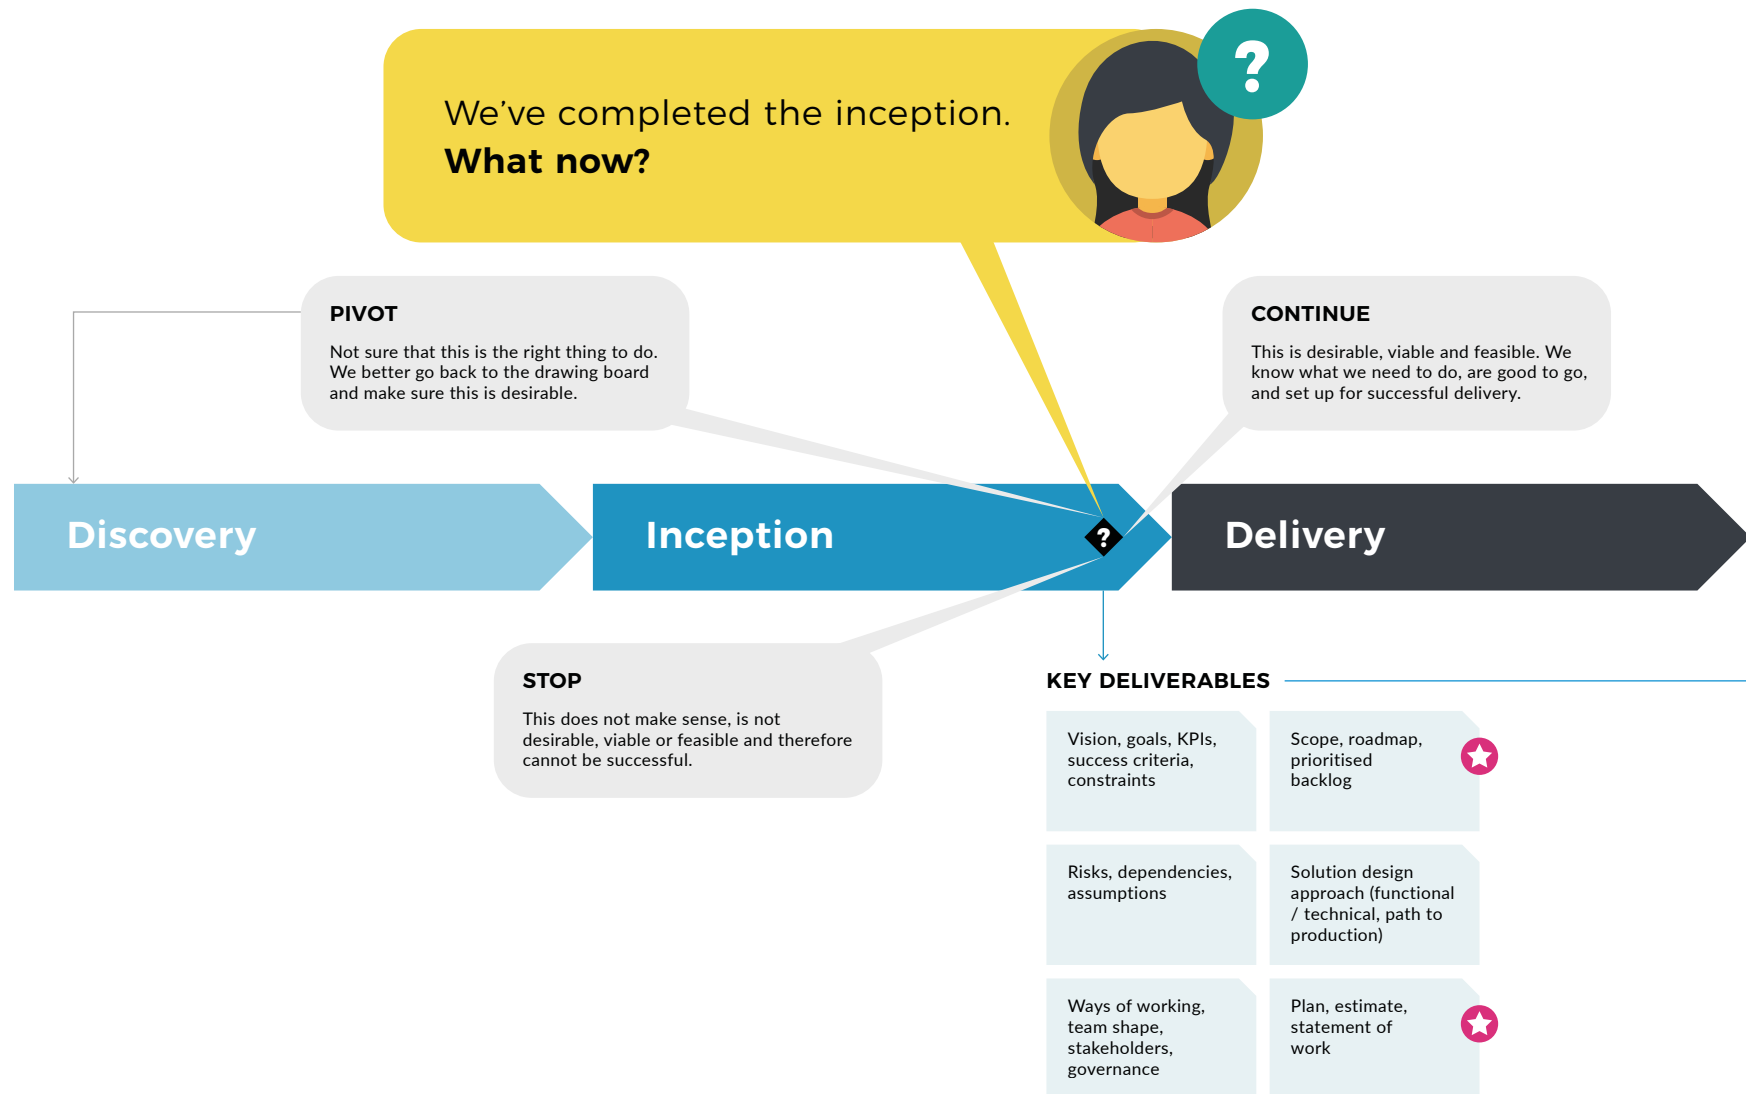 ?
We've completed the inception.
What now?
PIVOT
Not sure that this is the right thing to do.
We better go back to the drawing board
and make sure this is desirable.
CONTINUE
This is desirable, viable and feasible. We
know what we need to do, are good to go,
and set up for successful delivery.
Discovery
Inception
?
Delivery
STOP
This does not make sense, is not
desirable, viable or feasible and therefore
cannot be successful.
KEY DELIVERABLES
Vision, goals, KPIs,
success criteria,
constraints
Scope, roadmap,
prioritised
backlog
Risks, dependencies,
assumptions
Solution design
approach (functional
/ technical, path to
production)
Ways of working,
team shape,
stakeholders,
governance
Plan, estimate,
statement of
work